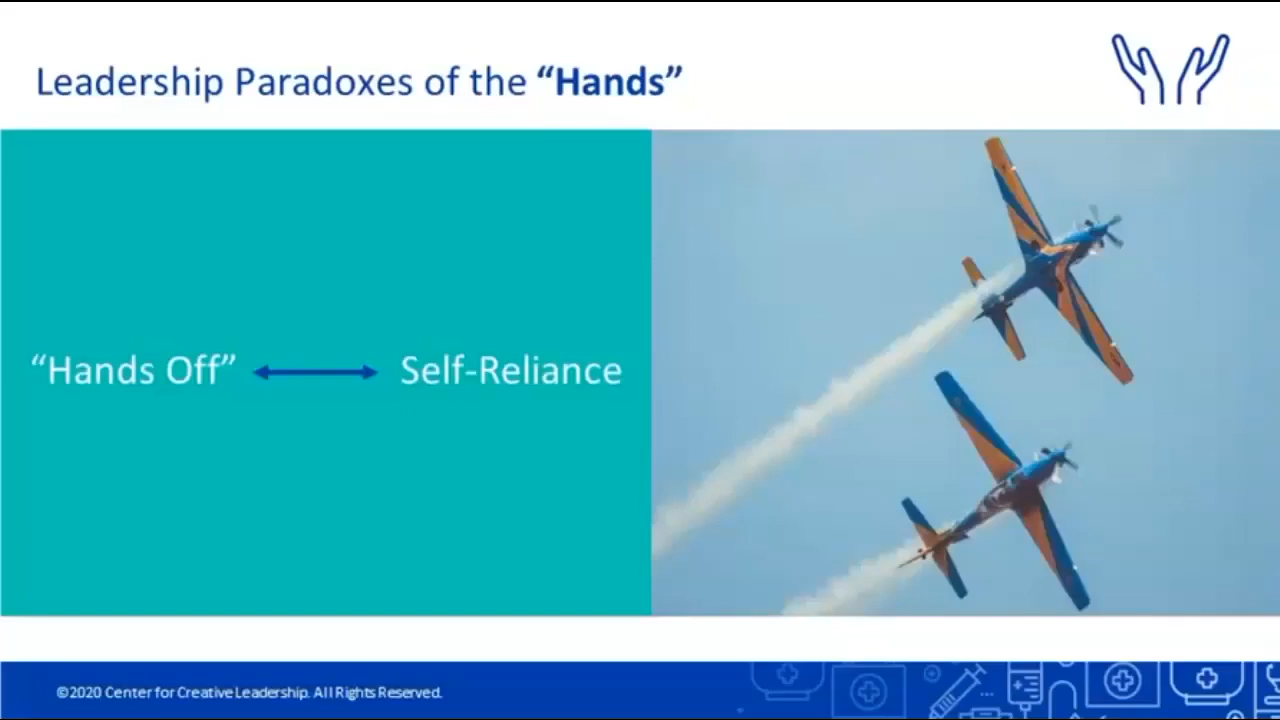 Leadership Paradoxes of the “Hands”
“Hands Off” Self-Reliance
©2020 Center for Creative Leadership. All Rights Reserved.